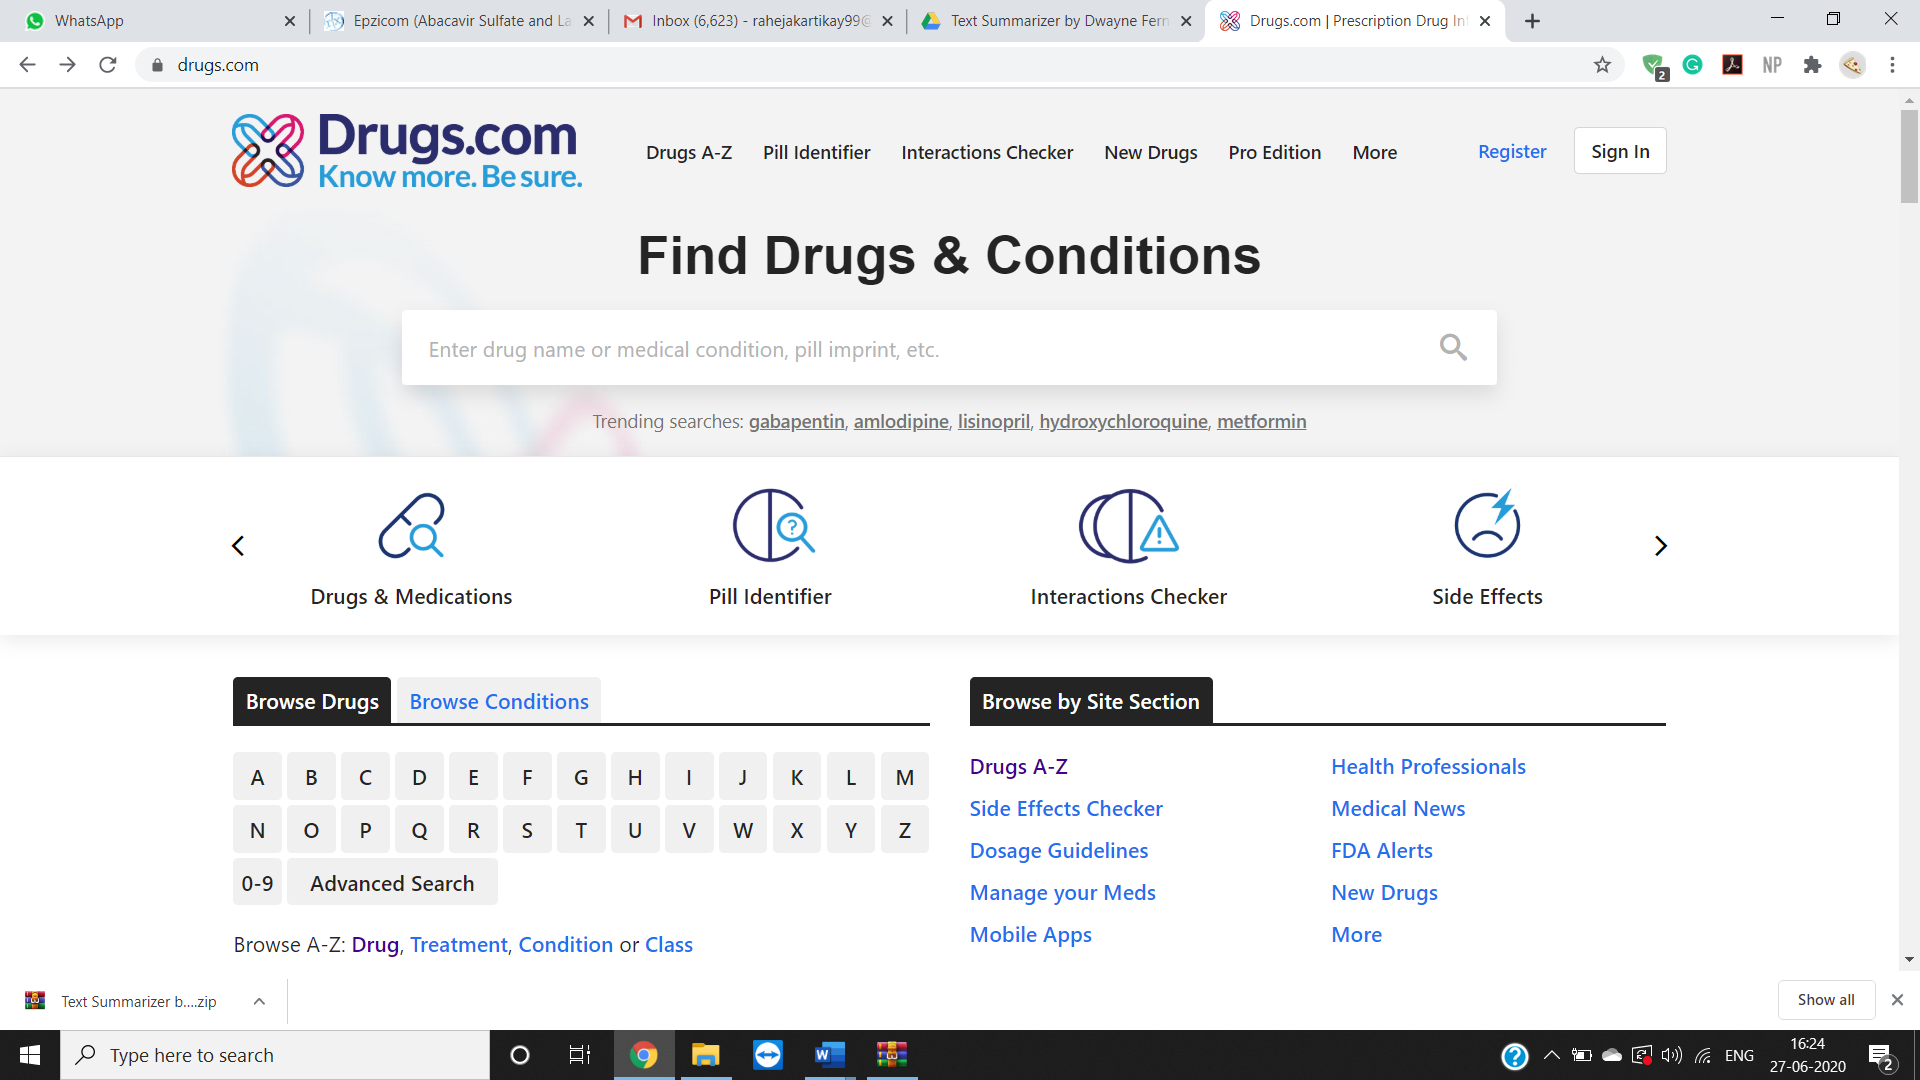 WhatsApp
Epzicom (Abacavir Sulfate and La
Inbox (6,623) - rahejakartikay99@
Text Summarizer by Dwayne Fern
Drugs.com | Prescription Drug In
drugs.com
2
NP
Drugs.com
Know more. Be sure.
Drugs A-Z
Pill Identifier
Interactions Checker
New Drugs
Pro Edition
More
Register
Sign In
Find Drugs & Conditions
Enter drug name or medical condition, pill imprint, etc.
Trending searches: gabapentin, amlodipine, lisinopril, hydroxychloroquine, metformin
Drugs & Medications
Pill Identifier
Interactions Checker
Side Effects
Browse Drugs
Browse Conditions
A B C D E F G H I J K L M
N O P Q R S T U V W X Y Z
0-9 Advanced Search
Browse A-Z: Drug, Treatment, Condition or Class
Browse by Site Section
Drugs A-Z
Side Effects Checker
Dosage Guidelines
Manage your Meds
Mobile Apps
Health Professionals
Medical News
FDA Alerts
New Drugs
More
Text Summarizer b....zip
Show all
Type here to search
ENG
16:24
27-06-2020
2